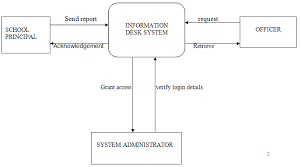 Send report
INFORMATION
DESK SYSTEM
request
SCHOOL
PRINCIPAL
OFFICER
Acknowledgement
Retrieve
Grant access
verify login details
SYSTEM ADMINISTRATOR
2